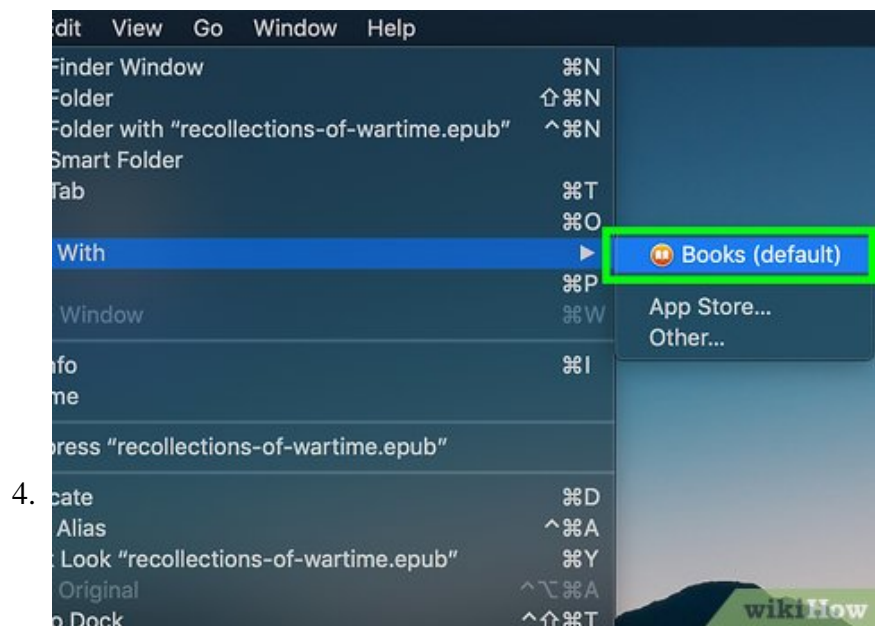 dit View Go Window Help
Finder Window ⌘N
Folder ⇧⌘N
Folder with “recollections-of-wartime.epub” ^⌘N
Smart Folder
Tab ⌘T
⌘O
With ▶ Books (default)
⌘P
Window ⌘W
App Store...
Other...
nfo ⌘I
me
press “recollections-of-wartime.epub”
4. cate ⌘D
Alias ^⌘A
Look “recollections-of-wartime.epub” ⌘Y
Original ^⌥⌘A
o Dock ^⇧⌘T
wikiHow